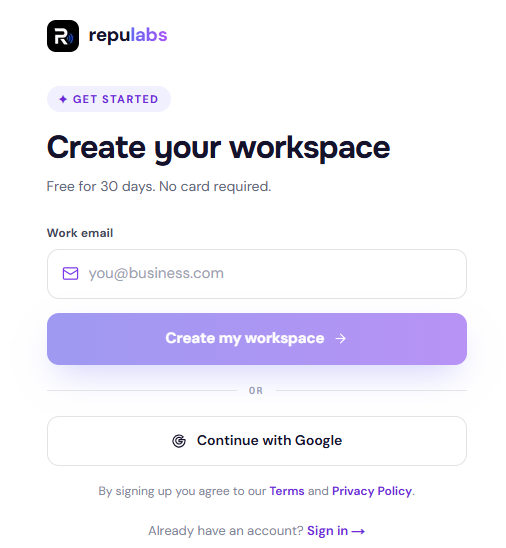 repulabs
✦ GET STARTED
Create your workspace
Free for 30 days. No card required.
Work email
you@business.com
Create my workspace →
OR
Continue with Google
By signing up you agree to our Terms and Privacy Policy.
Already have an account? Sign in →